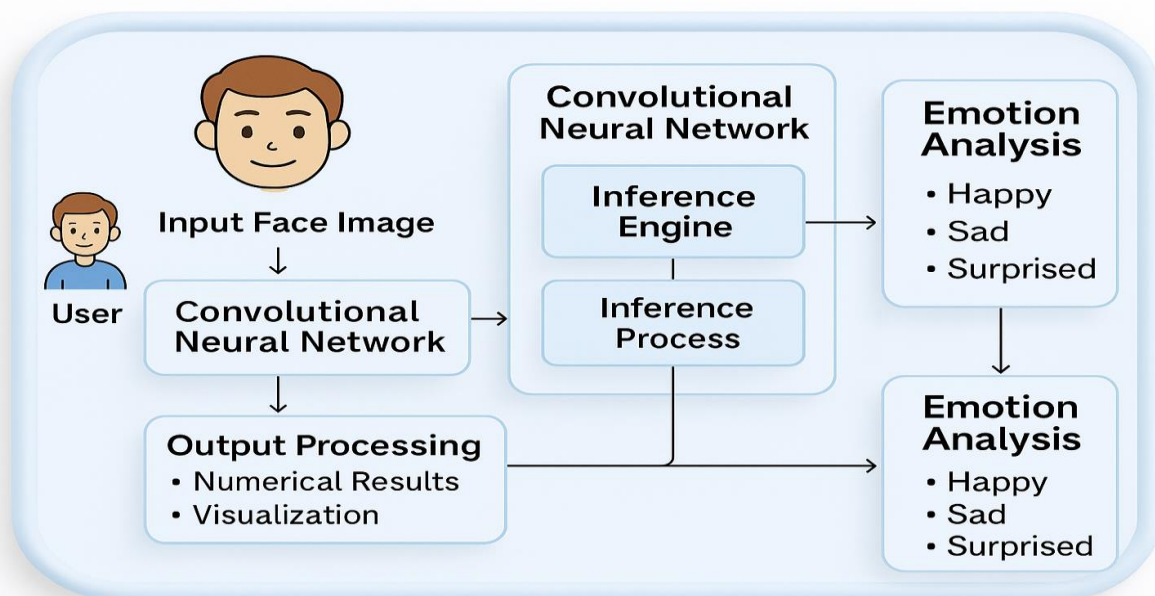 Input Face Image
User
Convolutional
Neural Network
Output Processing
• Numerical Results
• Visualization
Convolutional
Neural Network
Inference
Engine
Inference
Process
Emotion
Analysis
• Happy
• Sad
• Surprised
Emotion
Analysis
• Happy
• Sad
• Surprised